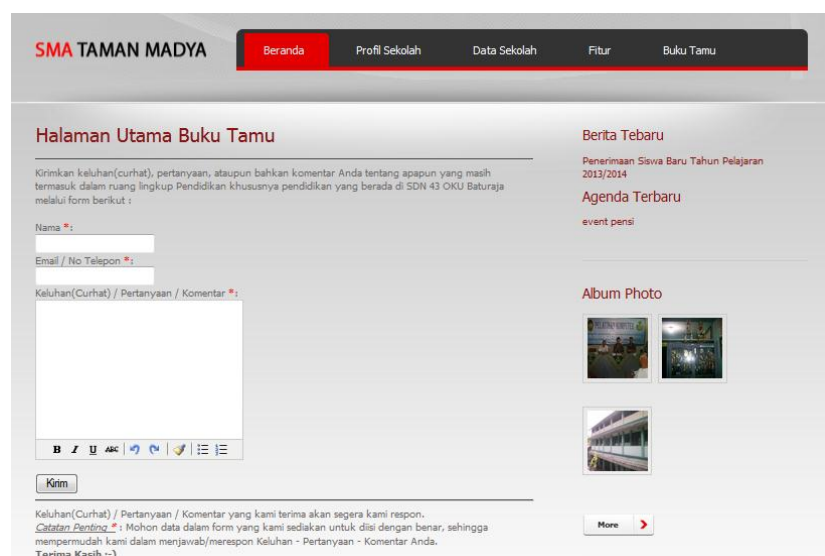 SMA TAMAN MADYA
Beranda
Profil Sekolah
Data Sekolah
Fitur
Buku Tamu
Halaman Utama Buku Tamu
Kirimkan keluhan(curhat), pertanyaan, ataupun bahkan komentar Anda tentang apapun yang masih
termasuk dalam ruang lingkup Pendidikan khususnya pendidikan yang berada di SDN 43 OKU Baturaja
melalui form berikut :
Nama *:
Email / No Telepon *:
Keluhan(Curhat) / Pertanyaan / Komentar *:
B I U ABC
Kirim
Keluhan(Curhat) / Pertanyaan / Komentar yang kami terima akan segera kami respon.
Catatan Penting * : Mohon data dalam form yang kami sediakan untuk diisi dengan benar, sehingga
mempermudah kami dalam menjawab/merespon Keluhan - Pertanyaan - Komentar Anda.
Terima Kasih :-)
Berita Tebaru
Penerimaan Siswa Baru Tahun Pelajaran
2013/2014
Agenda Terbaru
event pensi
Album Photo
More